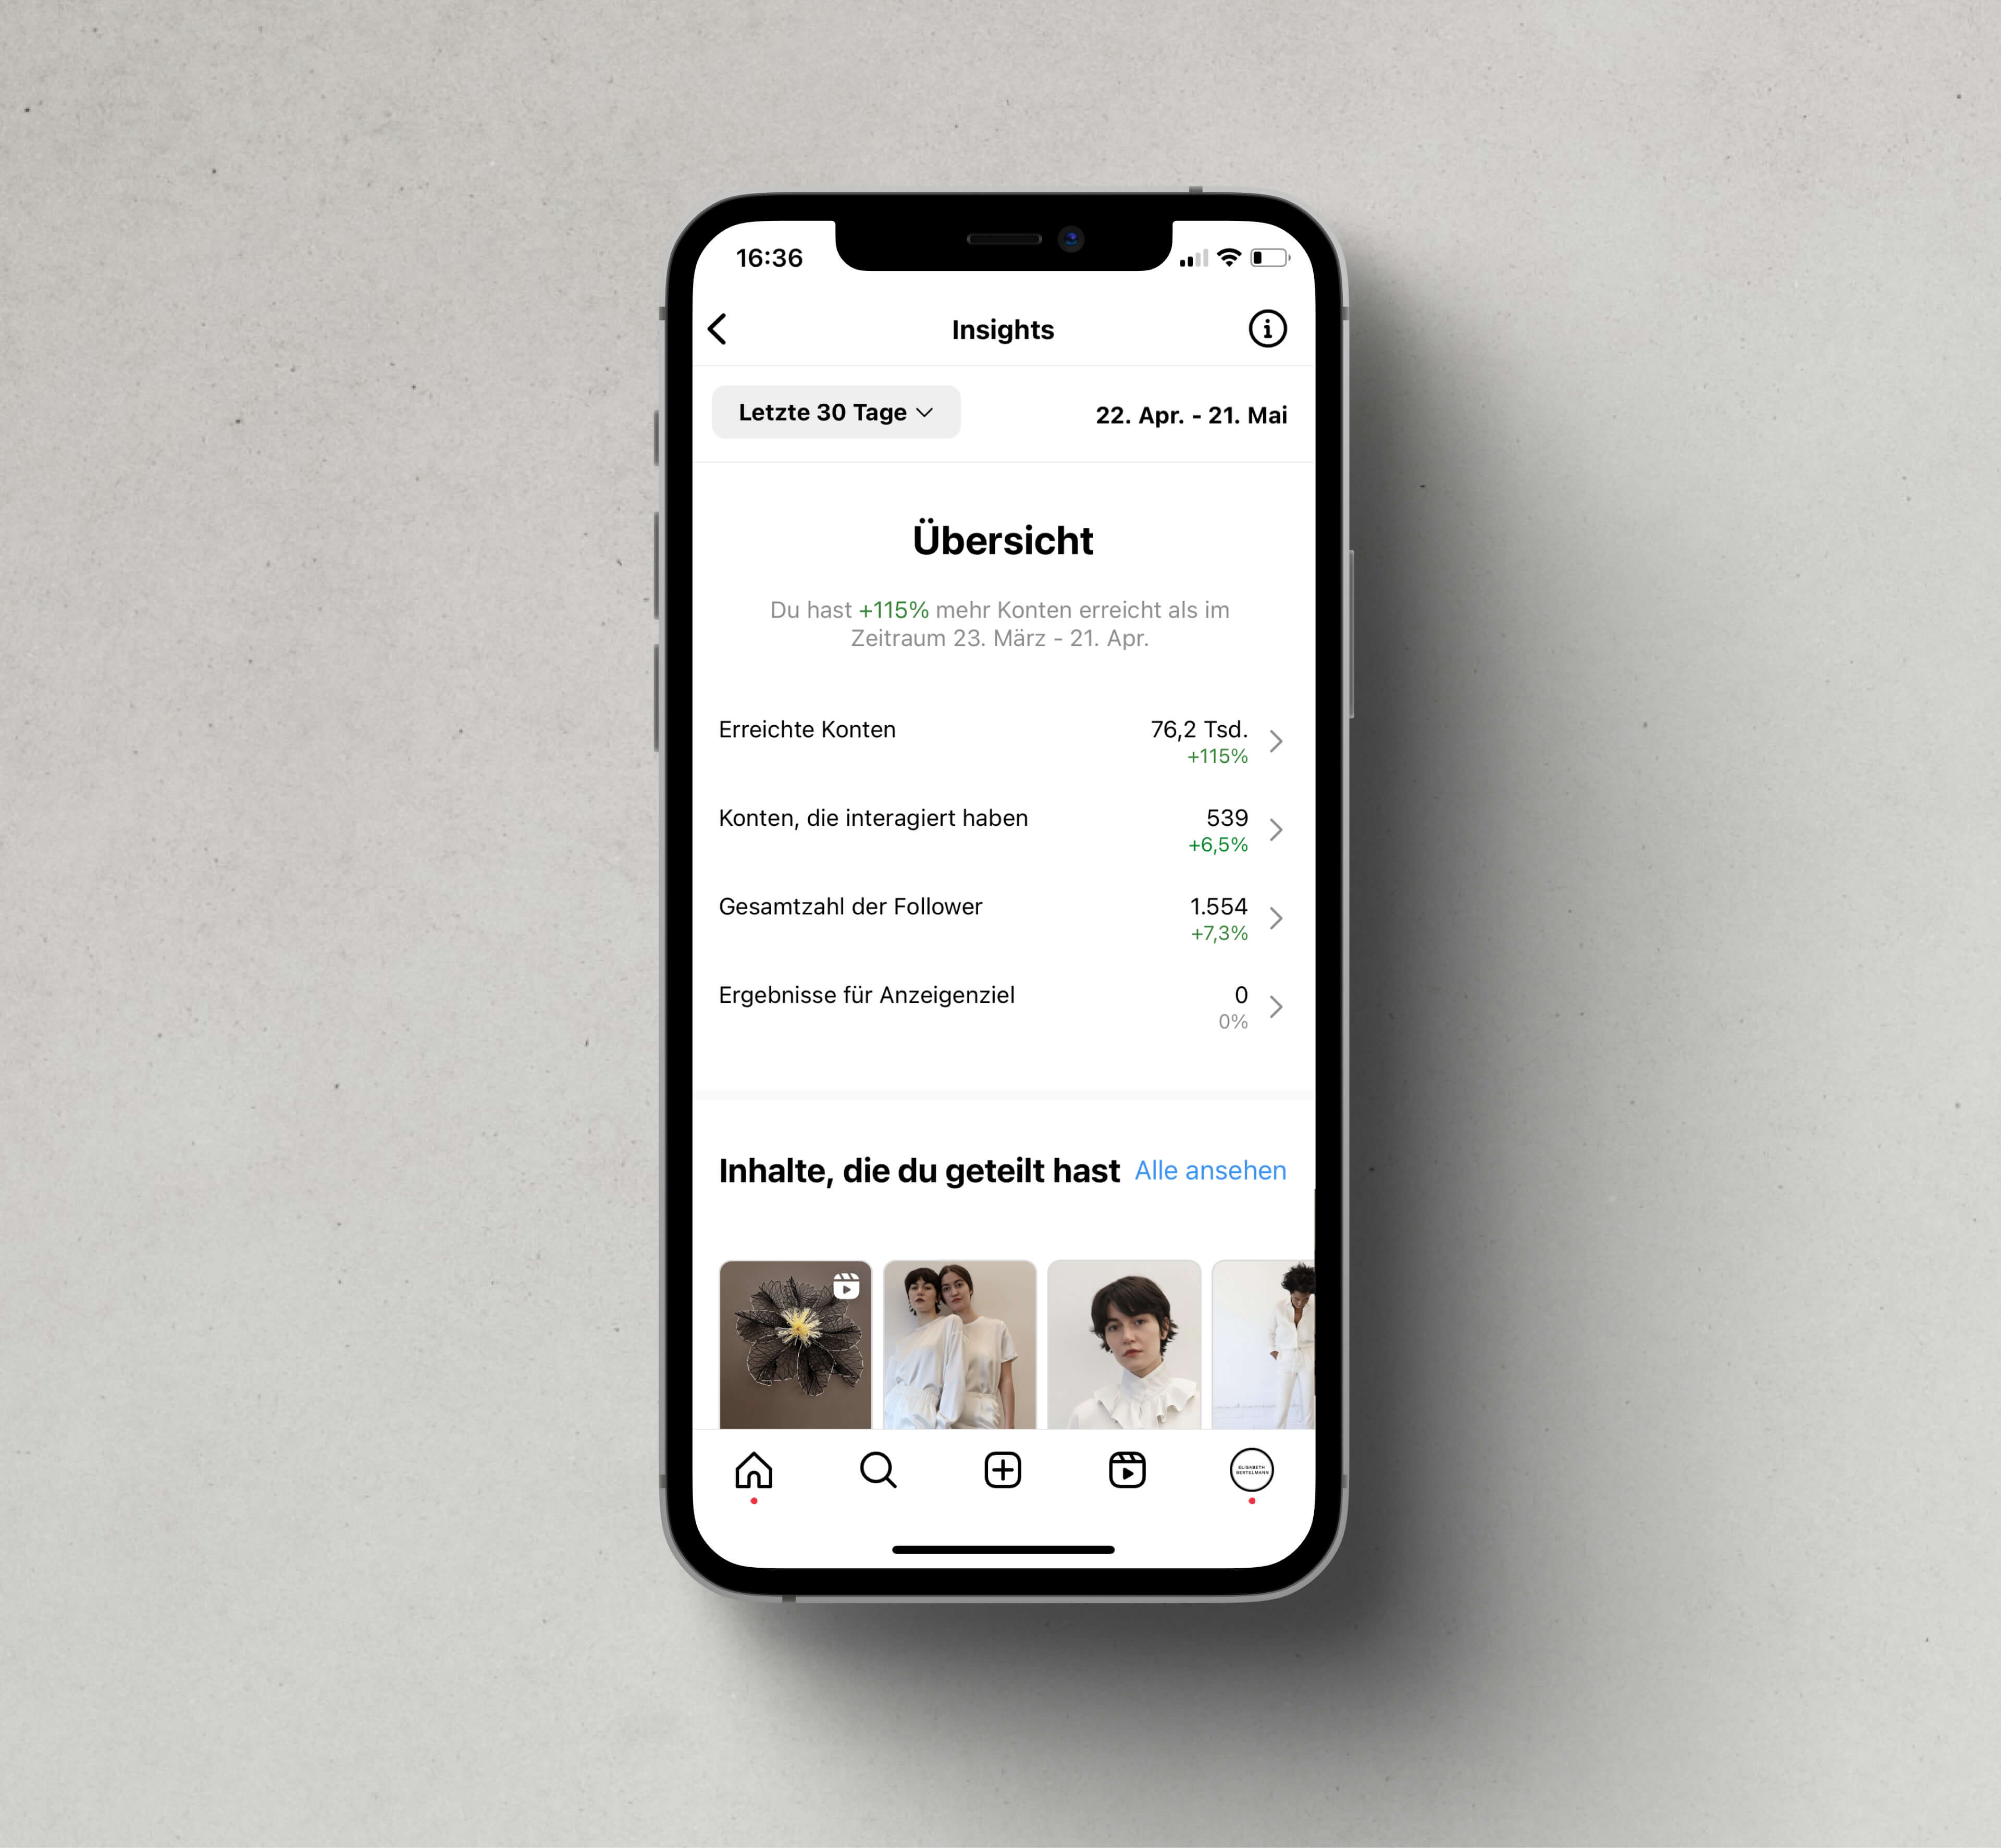 16:36
Insights
Letzte 30 Tage
22. Apr. - 21. Mai
Übersicht
Du hast +115% mehr Konten erreicht als im
Zeitraum 23. März - 21. Apr.
Erreichte Konten
76,2 Tsd.
+115%
Konten, die interagiert haben
539
+6,5%
Gesamtzahl der Follower
1.554
+7,3%
Ergebnisse für Anzeigenziel
0
0%
Inhalte, die du geteilt hast
Alle ansehen
ELISABETH
BERTELMANN